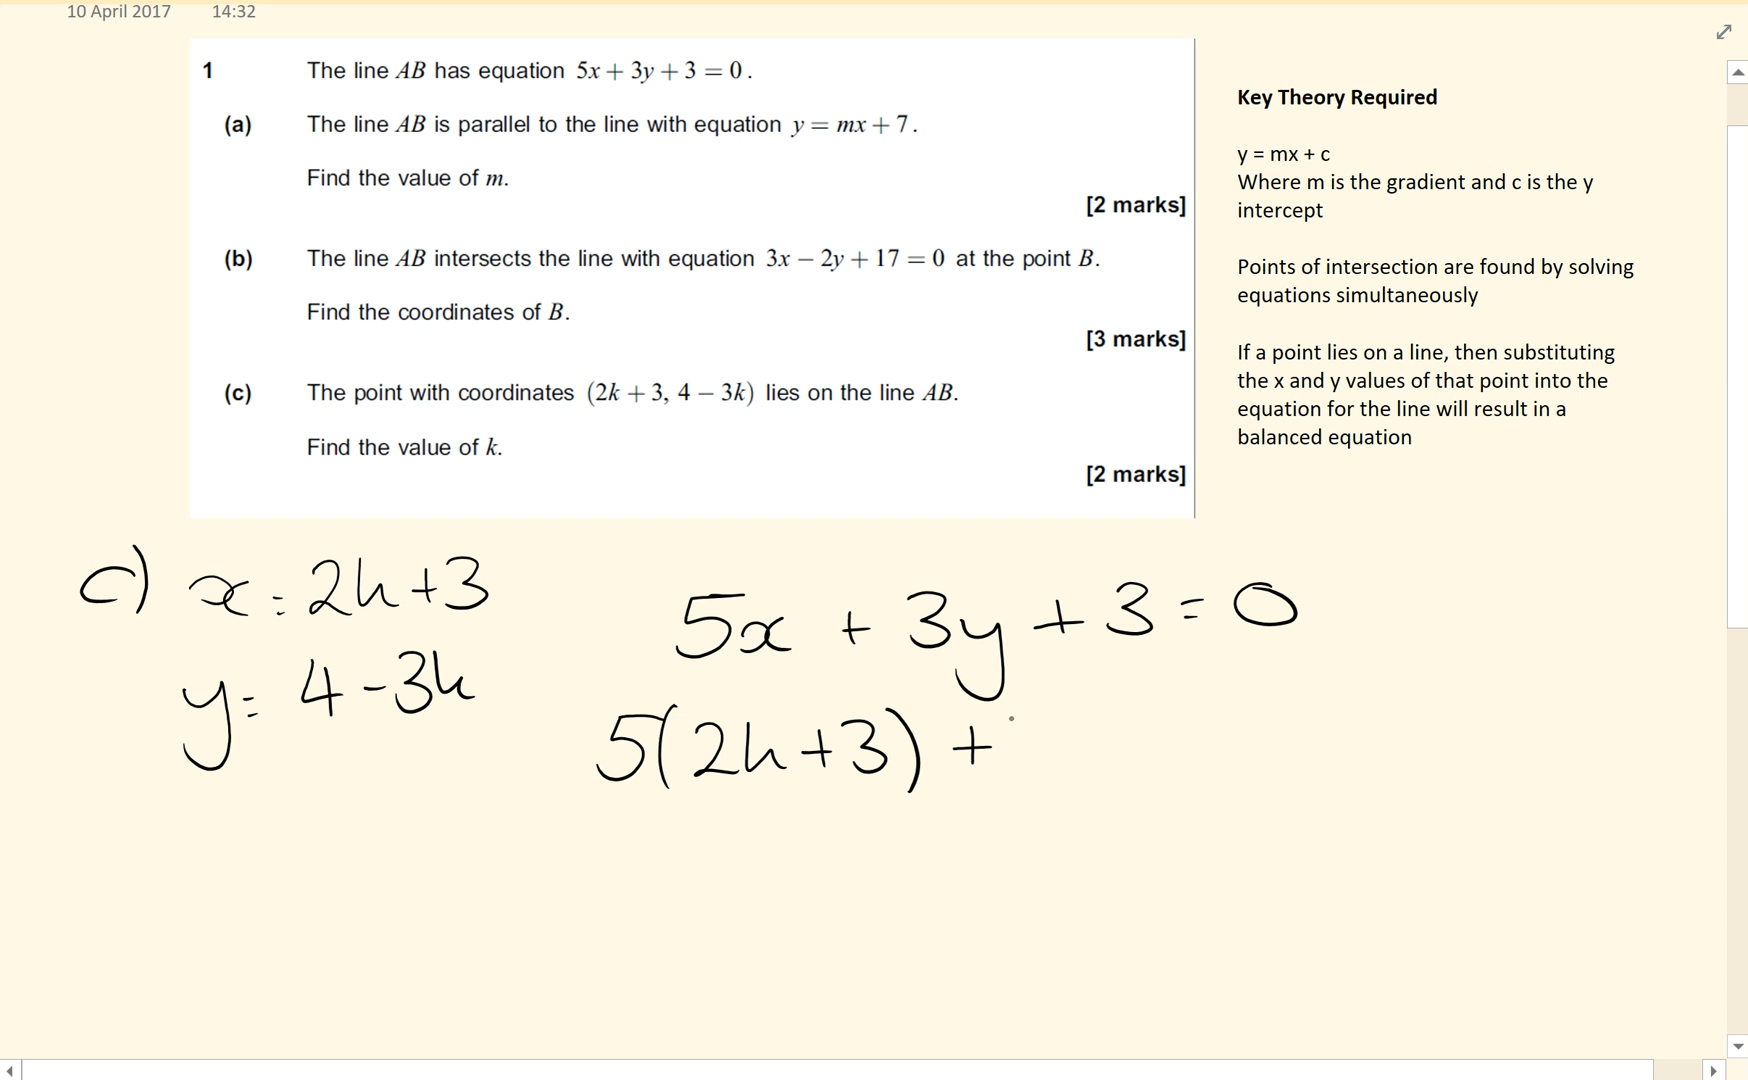 10 April 2017 14:32
1 The line AB has equation 5x + 3y + 3 = 0.
(a) The line AB is parallel to the line with equation y = mx + 7.
Find the value of m.
[2 marks]
(b) The line AB intersects the line with equation 3x − 2y + 17 = 0 at the point B.
Find the coordinates of B.
[3 marks]
(c) The point with coordinates (2k + 3, 4 − 3k) lies on the line AB.
Find the value of k.
[2 marks]
Key Theory Required
y = mx + c
Where m is the gradient and c is the y
intercept
Points of intersection are found by solving
equations simultaneously
If a point lies on a line, then substituting
the x and y values of that point into the
equation for the line will result in a
balanced equation
c) x = 2k+3
y = 4-3k
5x + 3y + 3 = 0
5(2k+3) +